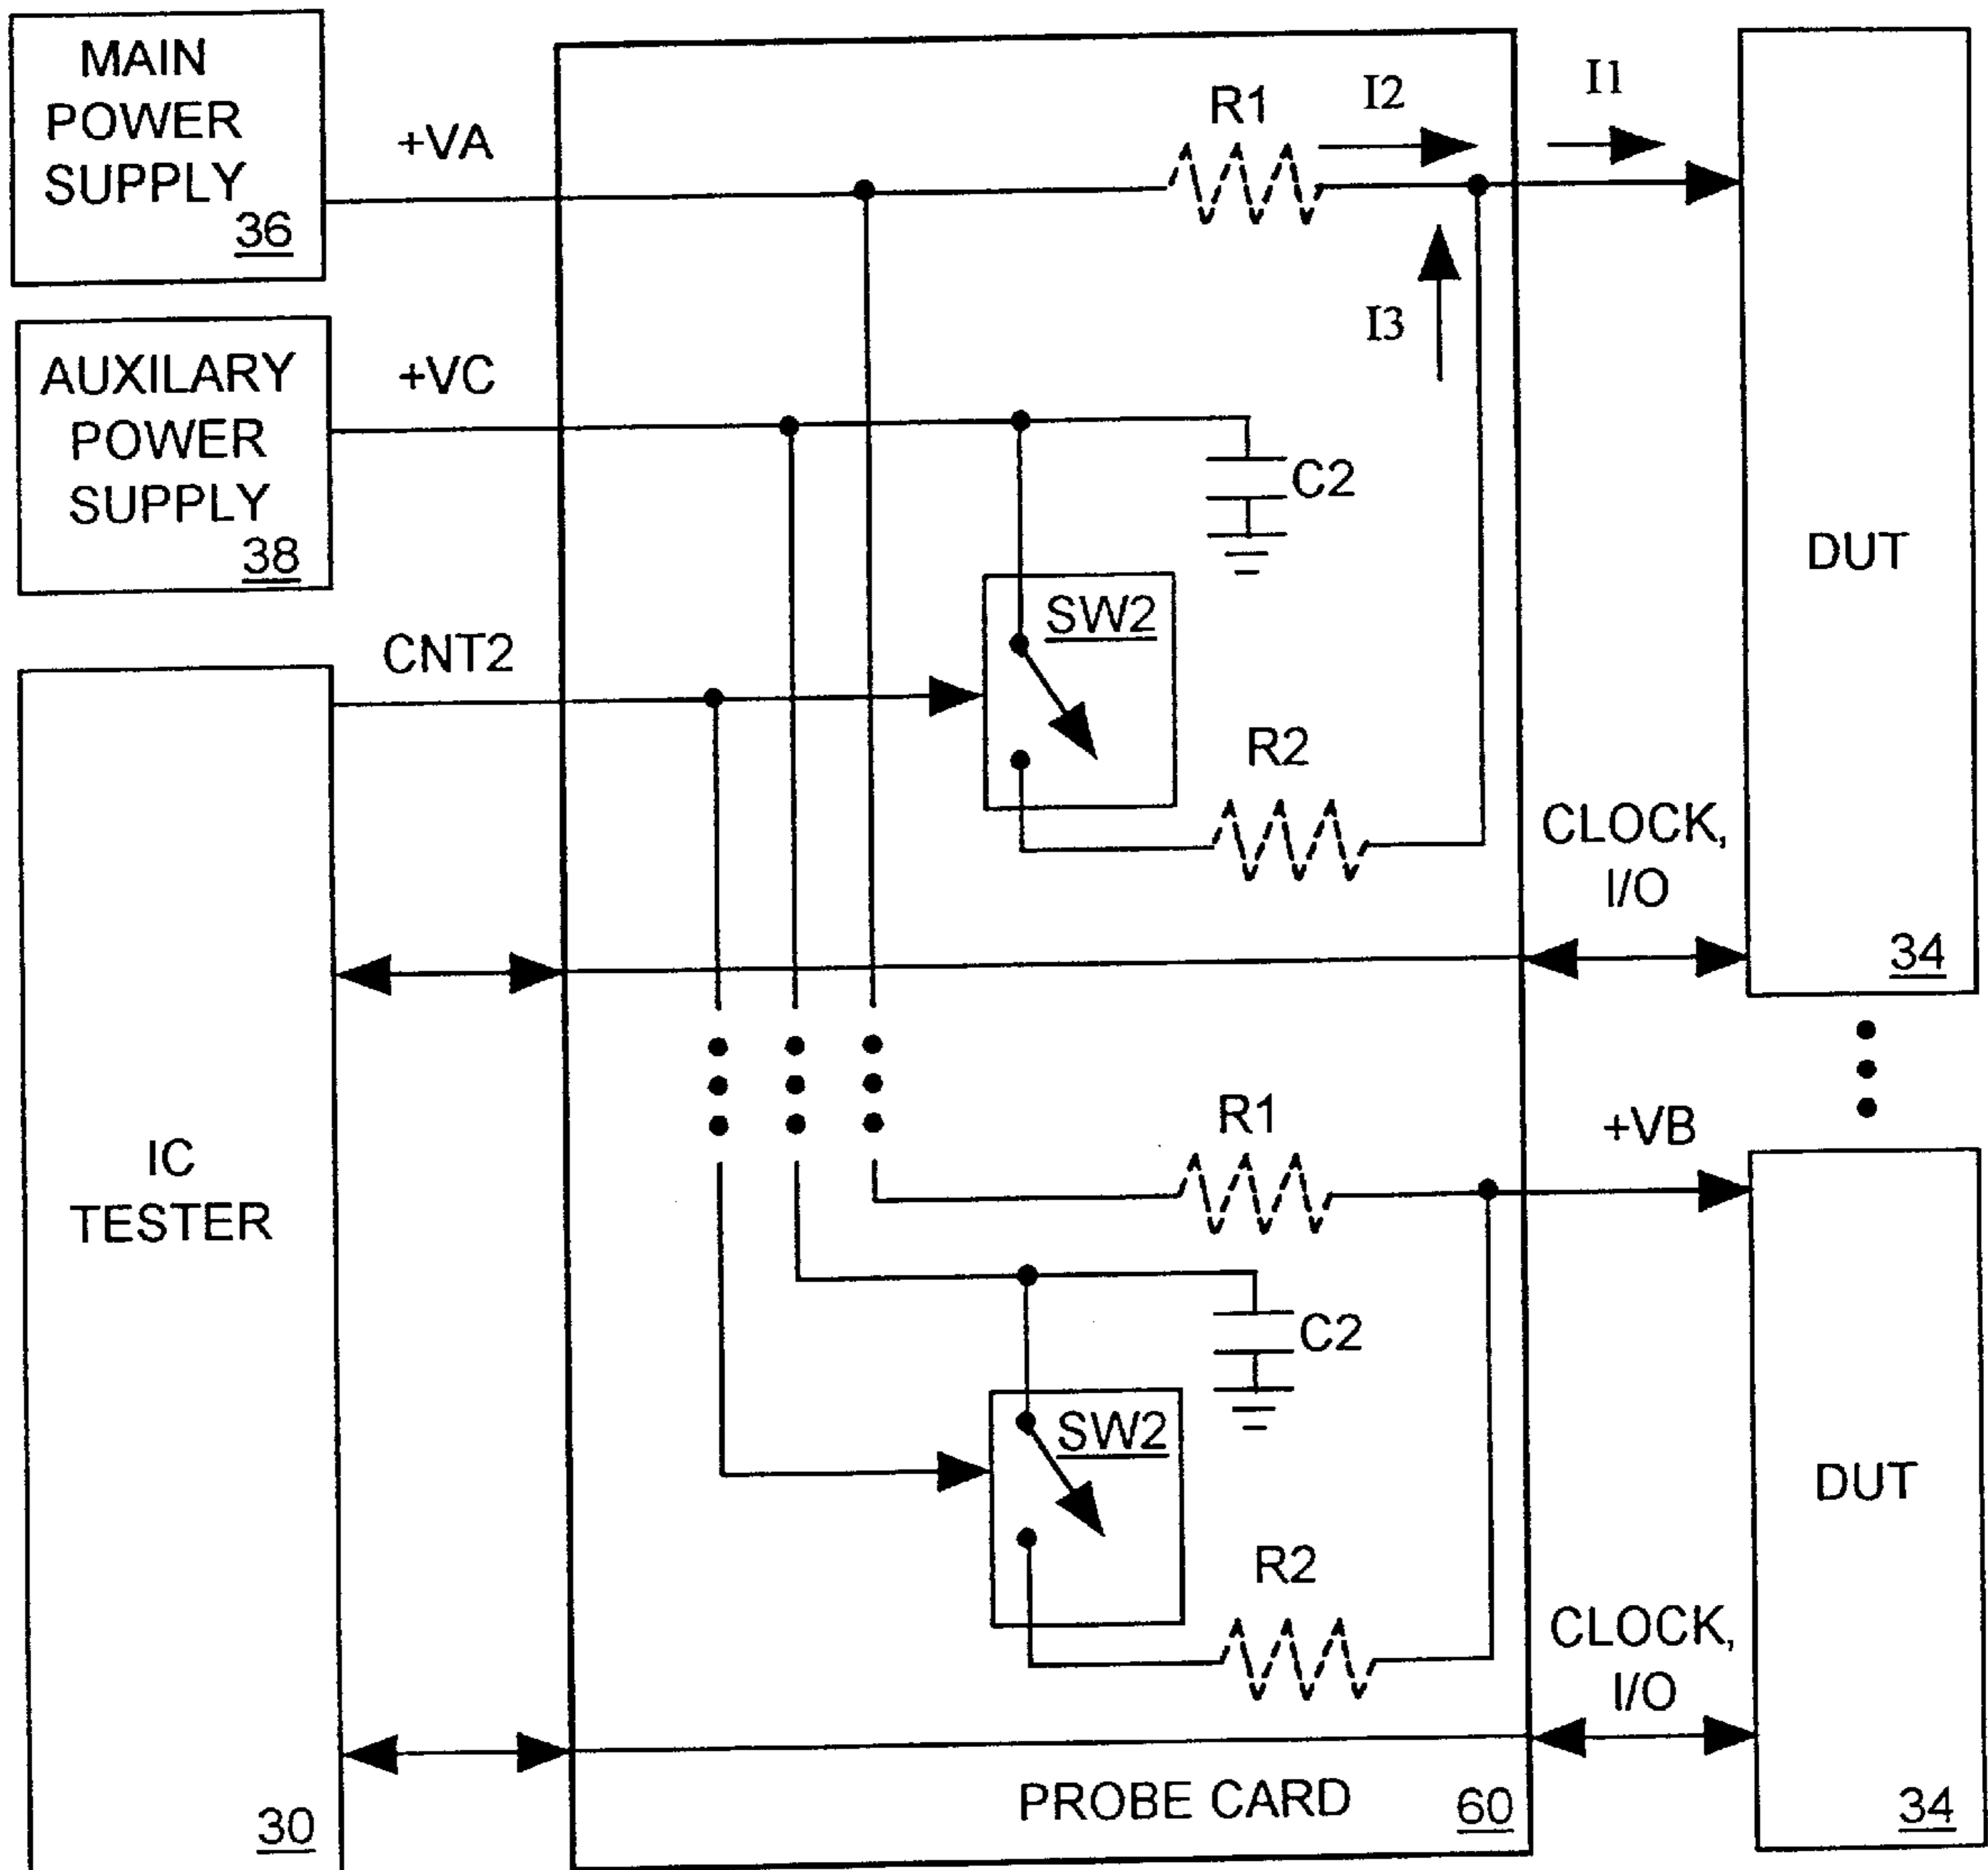 MAIN
POWER
SUPPLY
36
+VA
R1
I2
I1
I3
AUXILARY
POWER
SUPPLY
38
+VC
C2
SW2
DUT
CNT2
R2
CLOCK,
I/O
34
R1
+VB
IC
TESTER
C2
SW2
DUT
R2
CLOCK,
I/O
PROBE CARD
60
30
34